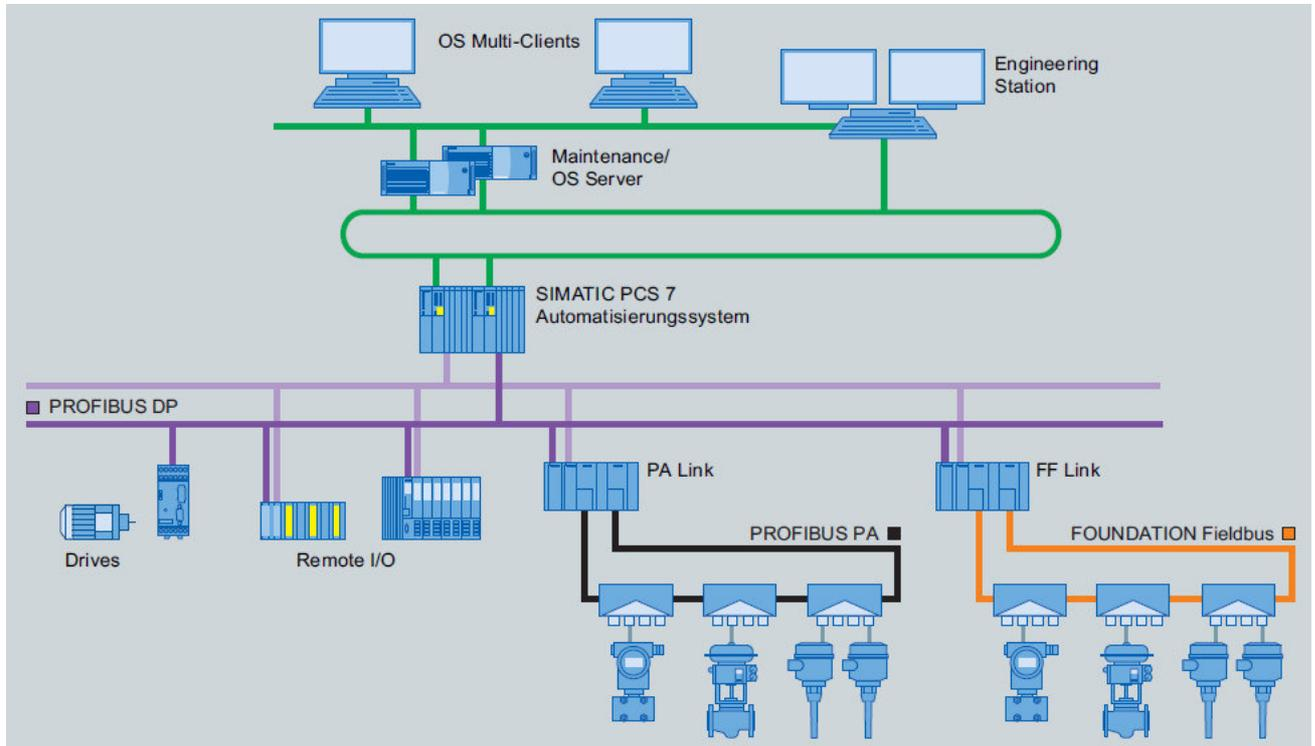 OS Multi-Clients
Engineering
Station
Maintenance/
OS Server
SIMATIC PCS 7
Automatisierungssystem
PROFIBUS DP
PA Link
FF Link
PROFIBUS PA
FOUNDATION Fieldbus
Drives
Remote I/O